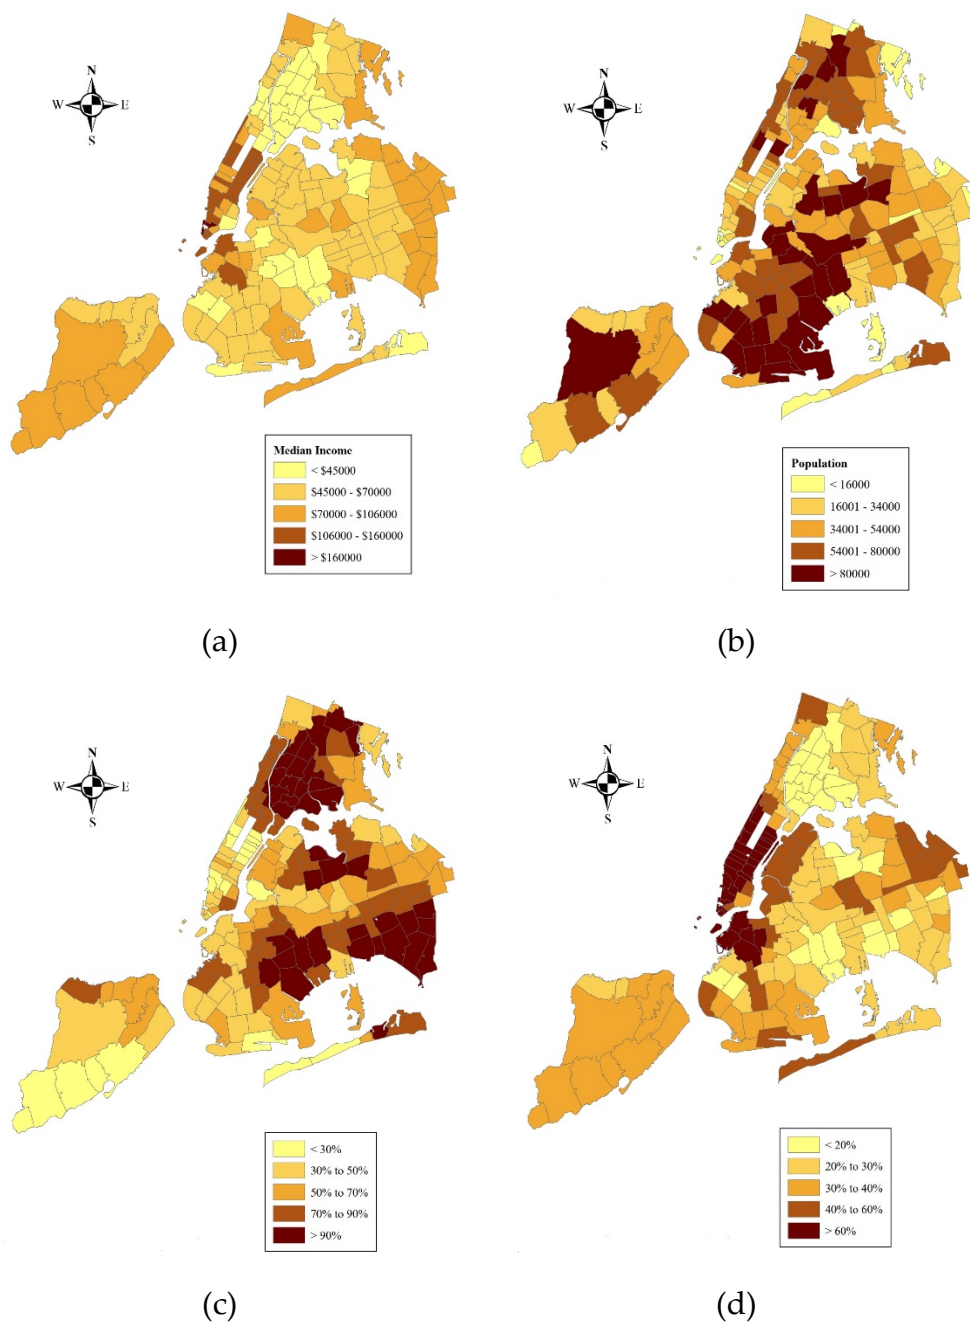 N
W E
S
Median Income
< $45000
$45000 - $70000
$70000 - $106000
$106000 - $160000
> $160000
(a)
N
W E
S
Population
< 16000
16001 - 34000
34001 - 54000
54001 - 80000
> 80000
(b)
N
W E
S
< 30%
30% to 50%
50% to 70%
70% to 90%
> 90%
(c)
N
W E
S
< 20%
20% to 30%
30% to 40%
40% to 60%
> 60%
(d)